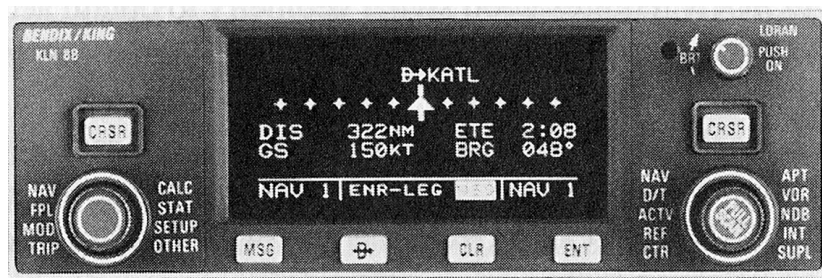 BENDIX/KING
KLN 88
CRSR
NAV CALC
FPL STAT
MOD SETUP
TRIP OTHER
D→KATL
DIS 322NM ETE 2:08
GS 150KT BRG 048°
NAV 1 ENR-LEG MSG NAV 1
MSG D→ CLR ENT
LORAN
BRT PUSH
ON
CRSR
NAV APT
D/T VOR
ACTV NDB
REF INT
CTR SUPL
PULL